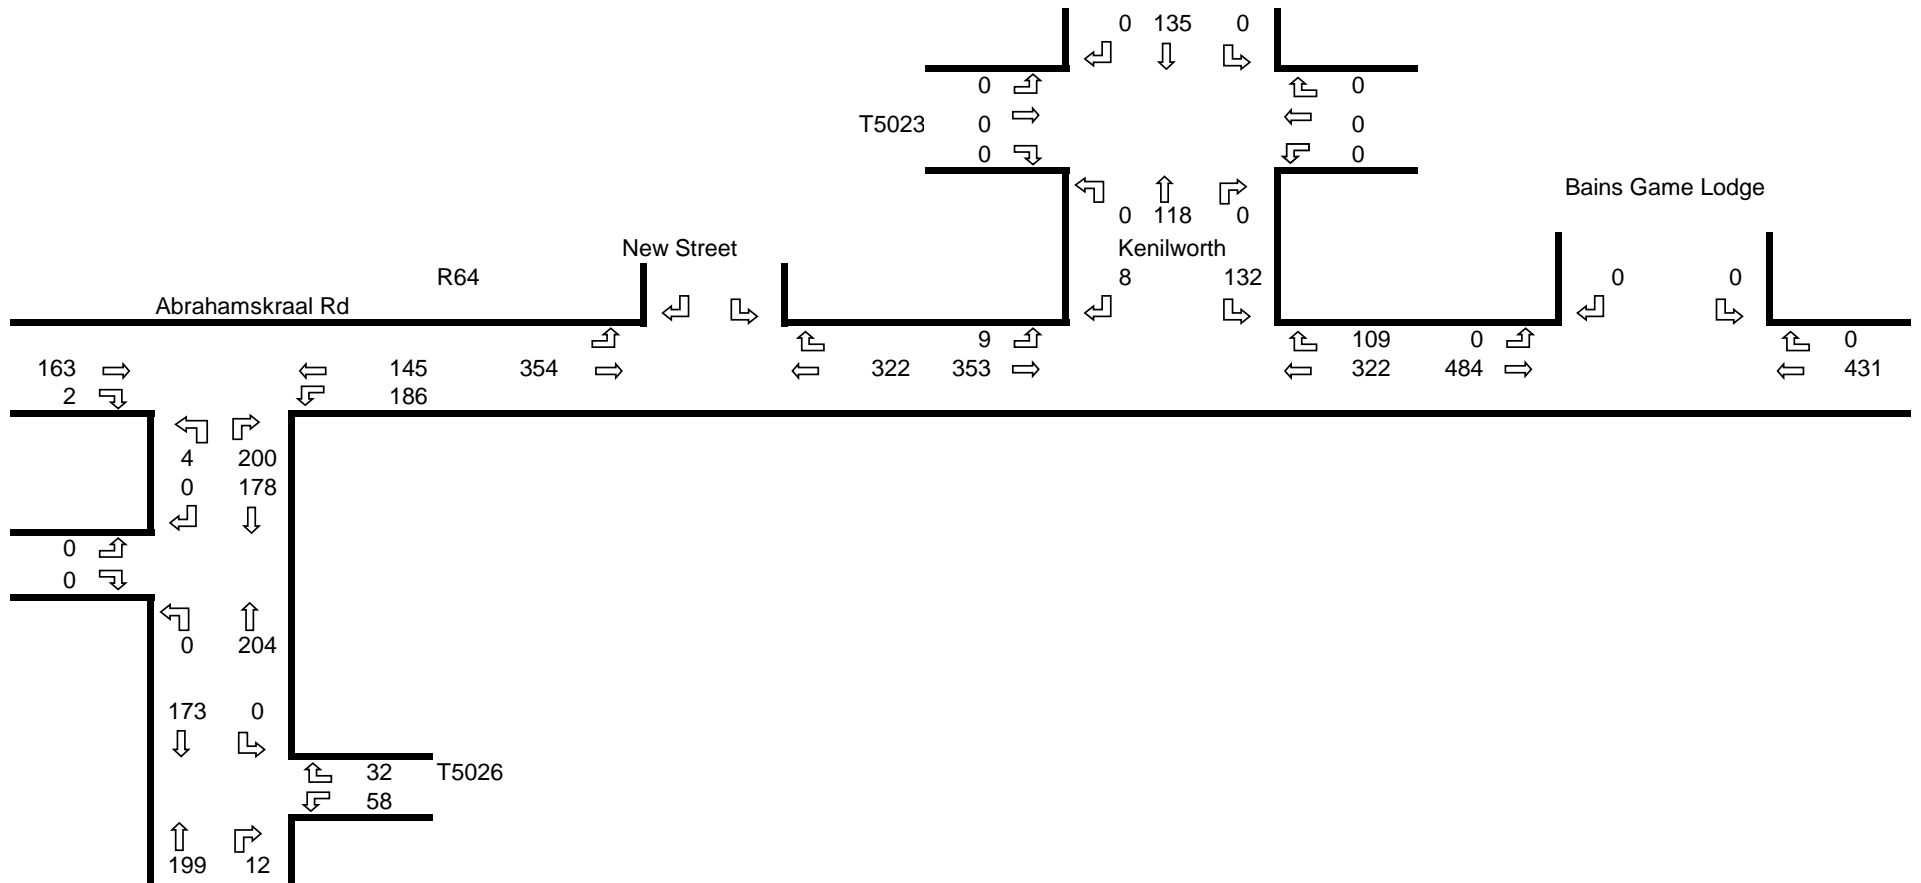 0 135 0
0 0
T5023 0 0
0 0
Bains Game Lodge
0 118 0
New Street Kenilworth
R64 8 132 0 0
Abrahamskraal Rd
9 109 0 0
163 145 354 322 353 322 484 431
2 186
4 200
0 178
0
0
0 204
173 0
32 T5026
58
199 12